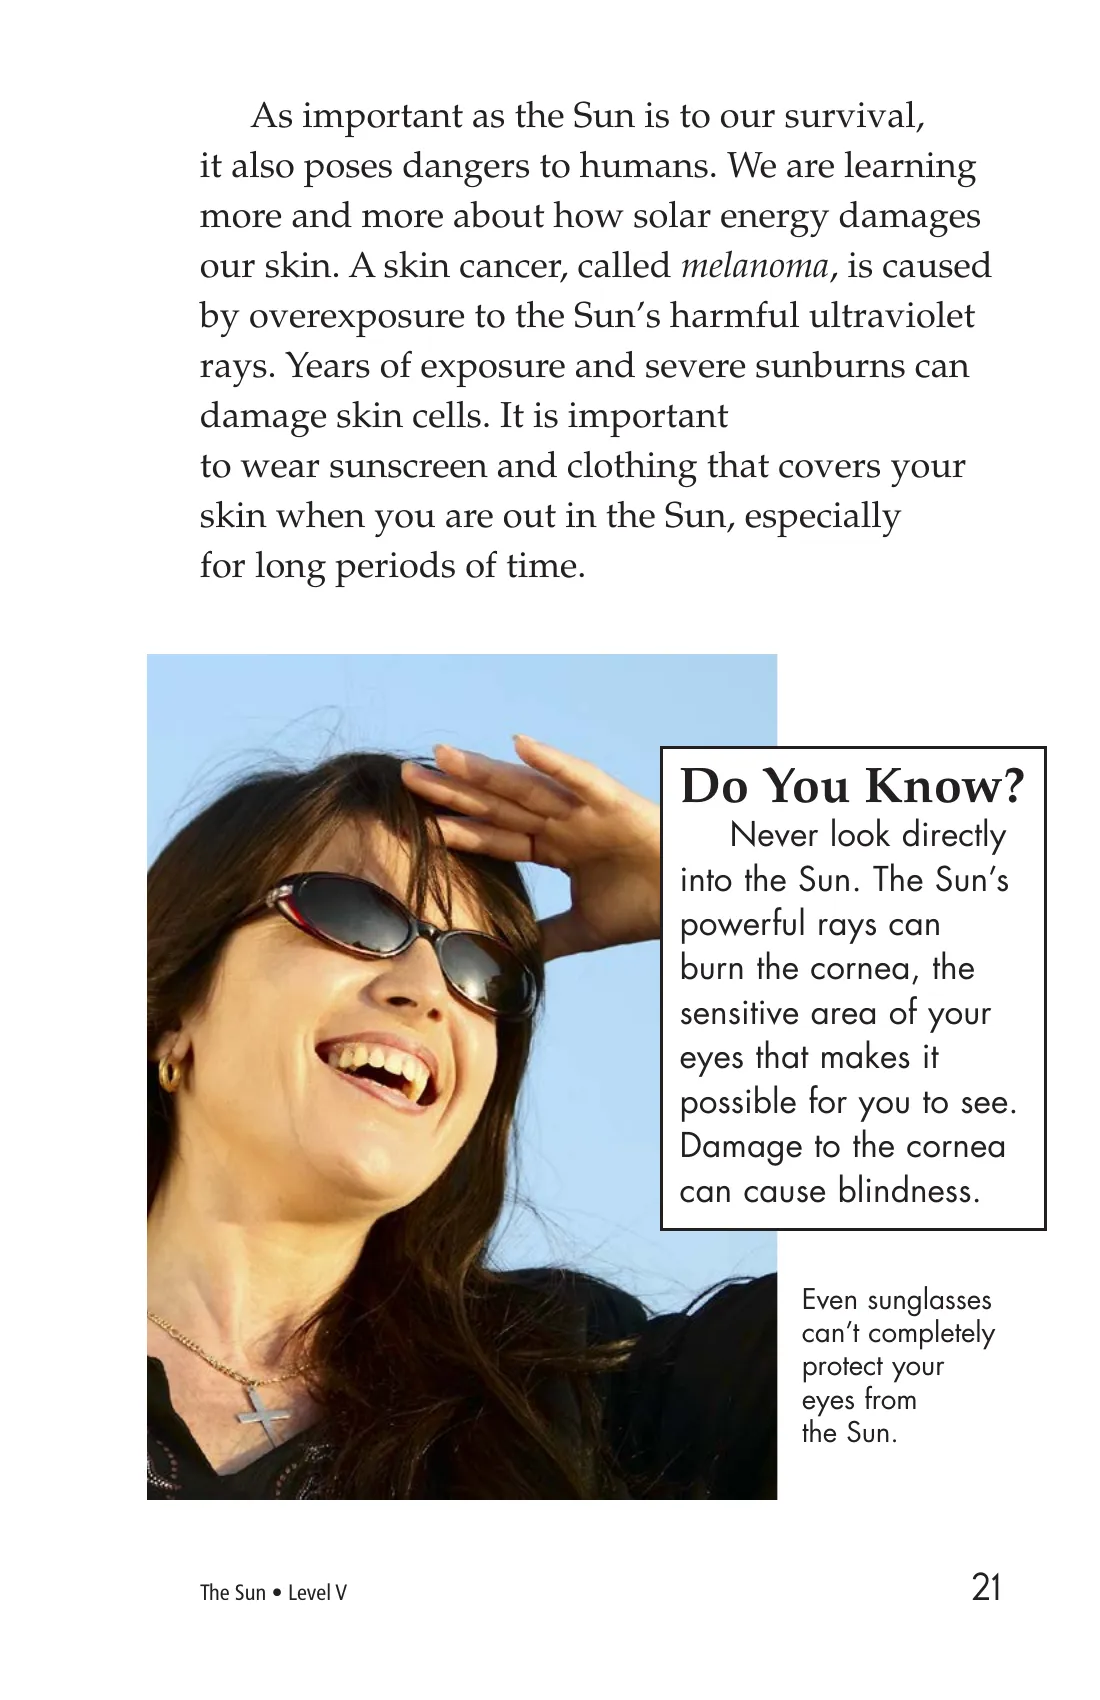 As important as the Sun is to our survival,
it also poses dangers to humans. We are learning
more and more about how solar energy damages
our skin. A skin cancer, called melanoma, is caused
by overexposure to the Sun’s harmful ultraviolet
rays. Years of exposure and severe sunburns can
damage skin cells. It is important
to wear sunscreen and clothing that covers your
skin when you are out in the Sun, especially
for long periods of time.
Do You Know?
Never look directly
into the Sun. The Sun’s
powerful rays can
burn the cornea, the
sensitive area of your
eyes that makes it
possible for you to see.
Damage to the cornea
can cause blindness.
Even sunglasses
can’t completely
protect your
eyes from
the Sun.
The Sun • Level V
21